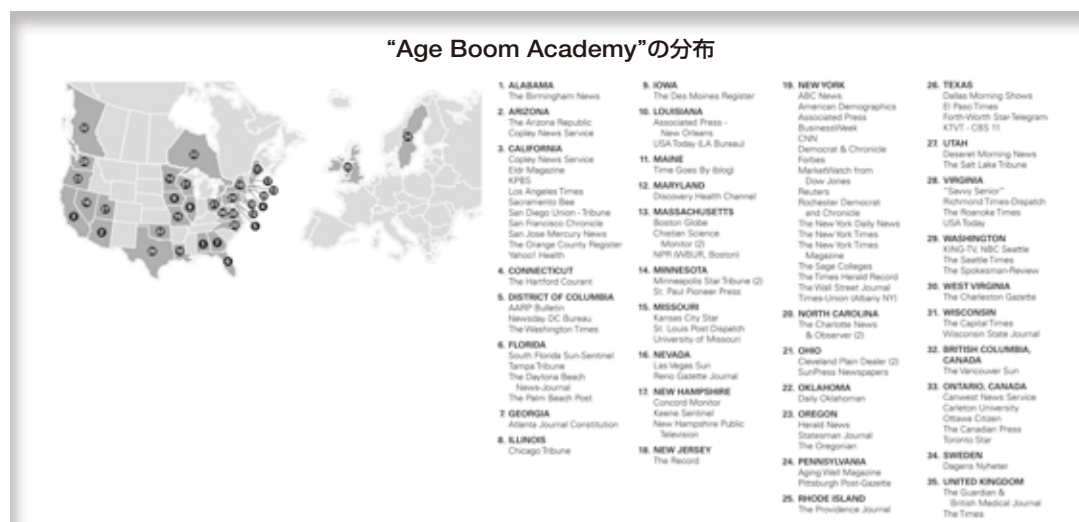 “Age Boom Academy”の分布
1. ALABAMA
The Birmingham News
2. ARIZONA
The Arizona Republic
Copley News Service
3. CALIFORNIA
Copley News Service
Eldr Magazine
KPBS
Los Angeles Times
Sacramento Bee
San Diego Union - Tribune
San Francisco Chronicle
San Jose Mercury News
The Orange County Register
Yahoo! Health
4. CONNECTICUT
The Hartford Courant
5. DISTRICT OF COLUMBIA
AARP Bulletin
Newsday DC Bureau
The Washington Times
6. FLORIDA
South Florida Sun-Sentinel
Tampa Tribune
The Daytona Beach
News-Journal
The Palm Beach Post
7. GEORGIA
Atlanta Journal Constitution
8. ILLINOIS
Chicago Tribune
9. IOWA
The Des Moines Register
10. LOUISIANA
Associated Press -
New Orleans
USA Today (LA Bureau)
11. MAINE
Time Goes By (blog)
12. MARYLAND
Discovery Health Channel
13. MASSACHUSETTS
Boston Globe
Chistian Science
Monitor (2)
NPR (WBUR, Boston)
14. MINNESOTA
Minneapolis Star Tribune (2)
St. Paul Pioneer Press
15. MISSOURI
Kansas City Star
St. Louis Post Dispatch
University of Missouri
16. NEVADA
Las Vegas Sun
Reno Gazette Journal
17. NEW HAMPSHIRE
Concord Monitor
Keene Sentinel
New Hampshire Public
Television
18. NEW JERSEY
The Record
19. NEW YORK
ABC News
American Demographics
Associated Press
BusinessWeek
CNN
Democrat & Chronicle
Forbes
MarketWatch from
Dow Jones
Reuters
Rochester Democrat
and Chronicle
The New York Daily News
The New York Times
The New York Times
Magazine
The Sage Colleges
The Times Herald Record
The Wall Street Journal
Times-Union (Albany NY)
20. NORTH CAROLINA
The Charlotte News
& Observer (2)
21. OHIO
Cleveland Plain Dealer (2)
SunPress Newspapers
22. OKLAHOMA
Daily Oklahoman
23. OREGON
Herald News
Statesman Journal
The Oregonian
24. PENNSYLVANIA
Aging Well Magazine
Pittsburgh Post-Gazette
25. RHODE ISLAND
The Providence Journal
26. TEXAS
Dallas Morning Shows
El Paso Times
Forth-Worth Star-Telegram
KTVT - CBS 11
27. UTAH
Deseret Morning News
The Salt Lake Tribune
28. VIRGINIA
"Savvy Senior"
Richmond Times-Dispatch
The Roanoke Times
USA Today
29. WASHINGTON
KING-TV, NBC Seattle
The Seattle Times
The Spokesman-Review
30. WEST VIRGINIA
The Charleston Gazette
31. WISCONSIN
The Capital Times
Wisconsin State Journal
32. BRITISH COLUMBIA,
CANADA
The Vancouver Sun
33. ONTARIO, CANADA
Canwest News Service
Carleton University
Ottawa Citizen
The Canadian Press
Toronto Star
34. SWEDEN
Dagens Nyheter
35. UNITED KINGDOM
The Guardian &
British Medical Journal
The Times